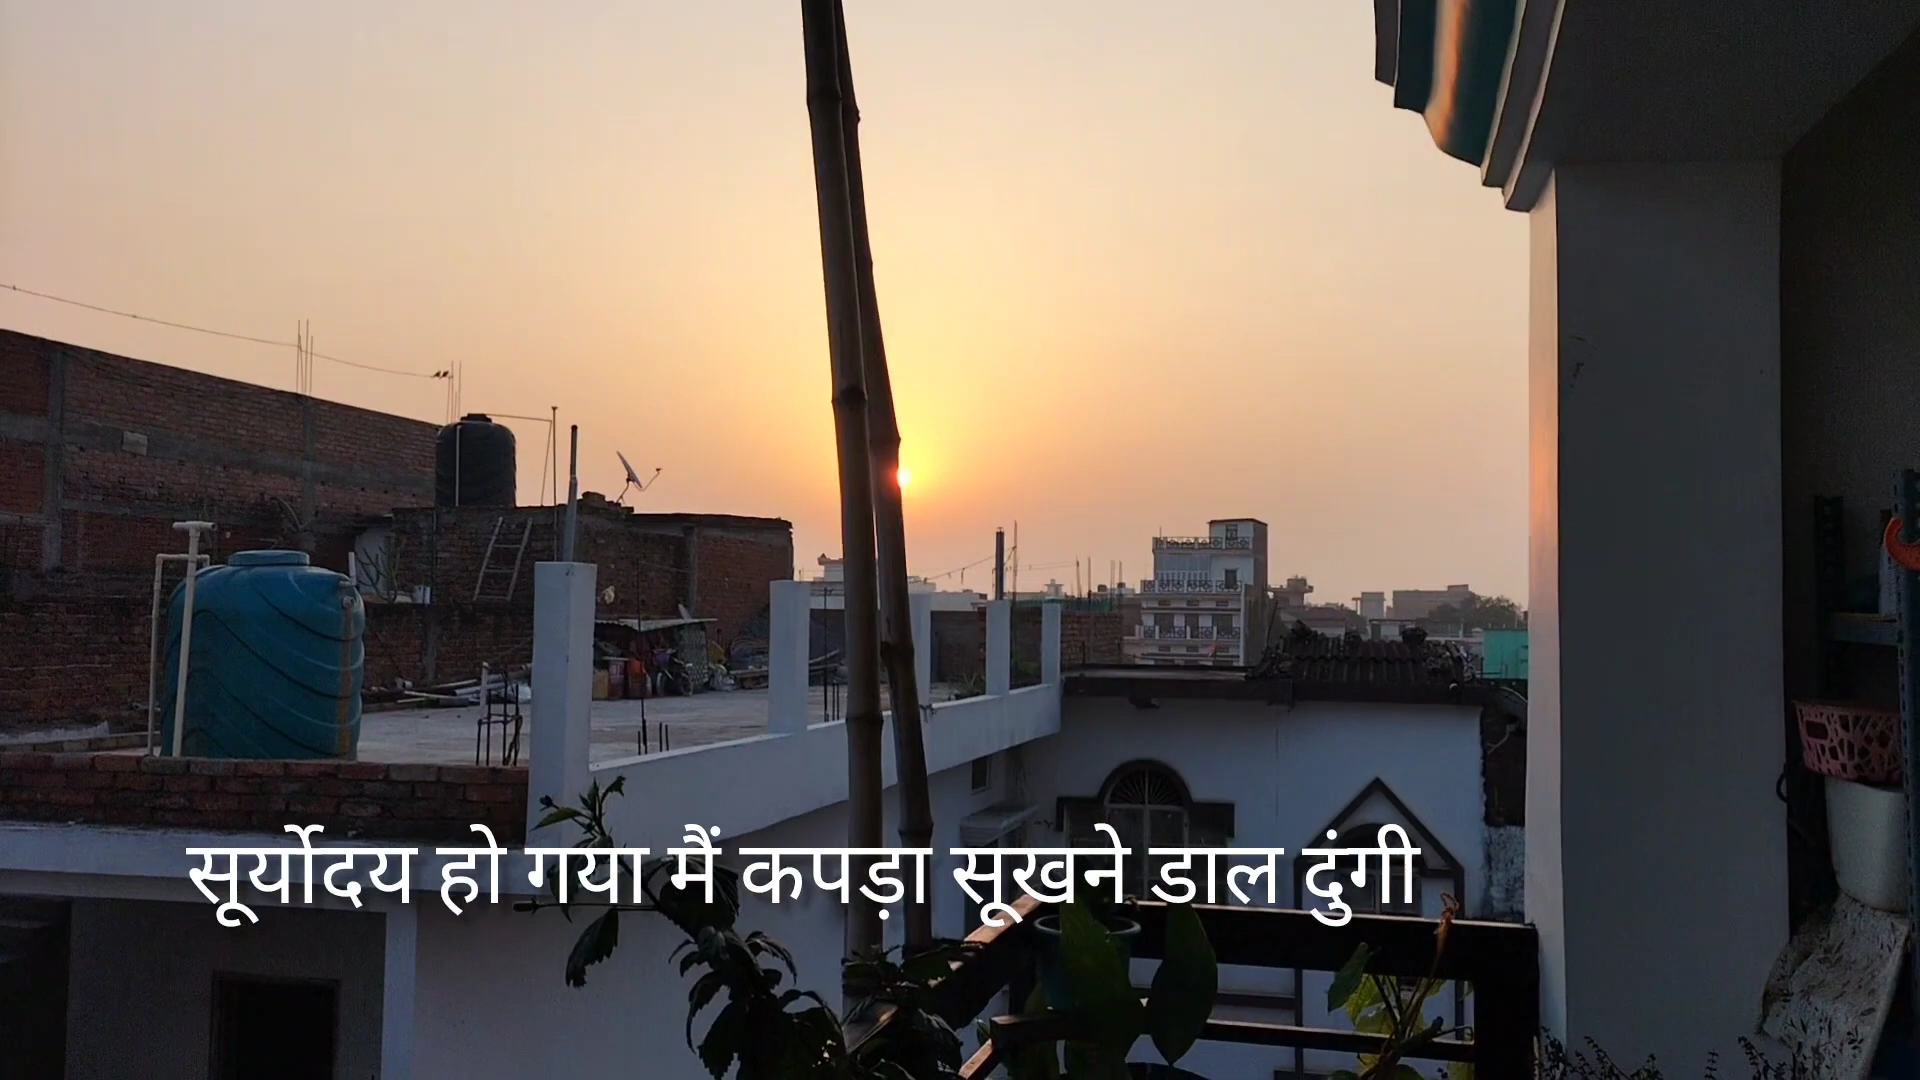 सूर्योदय हो गया मैं कपड़ा सूखने डाल दुंगी